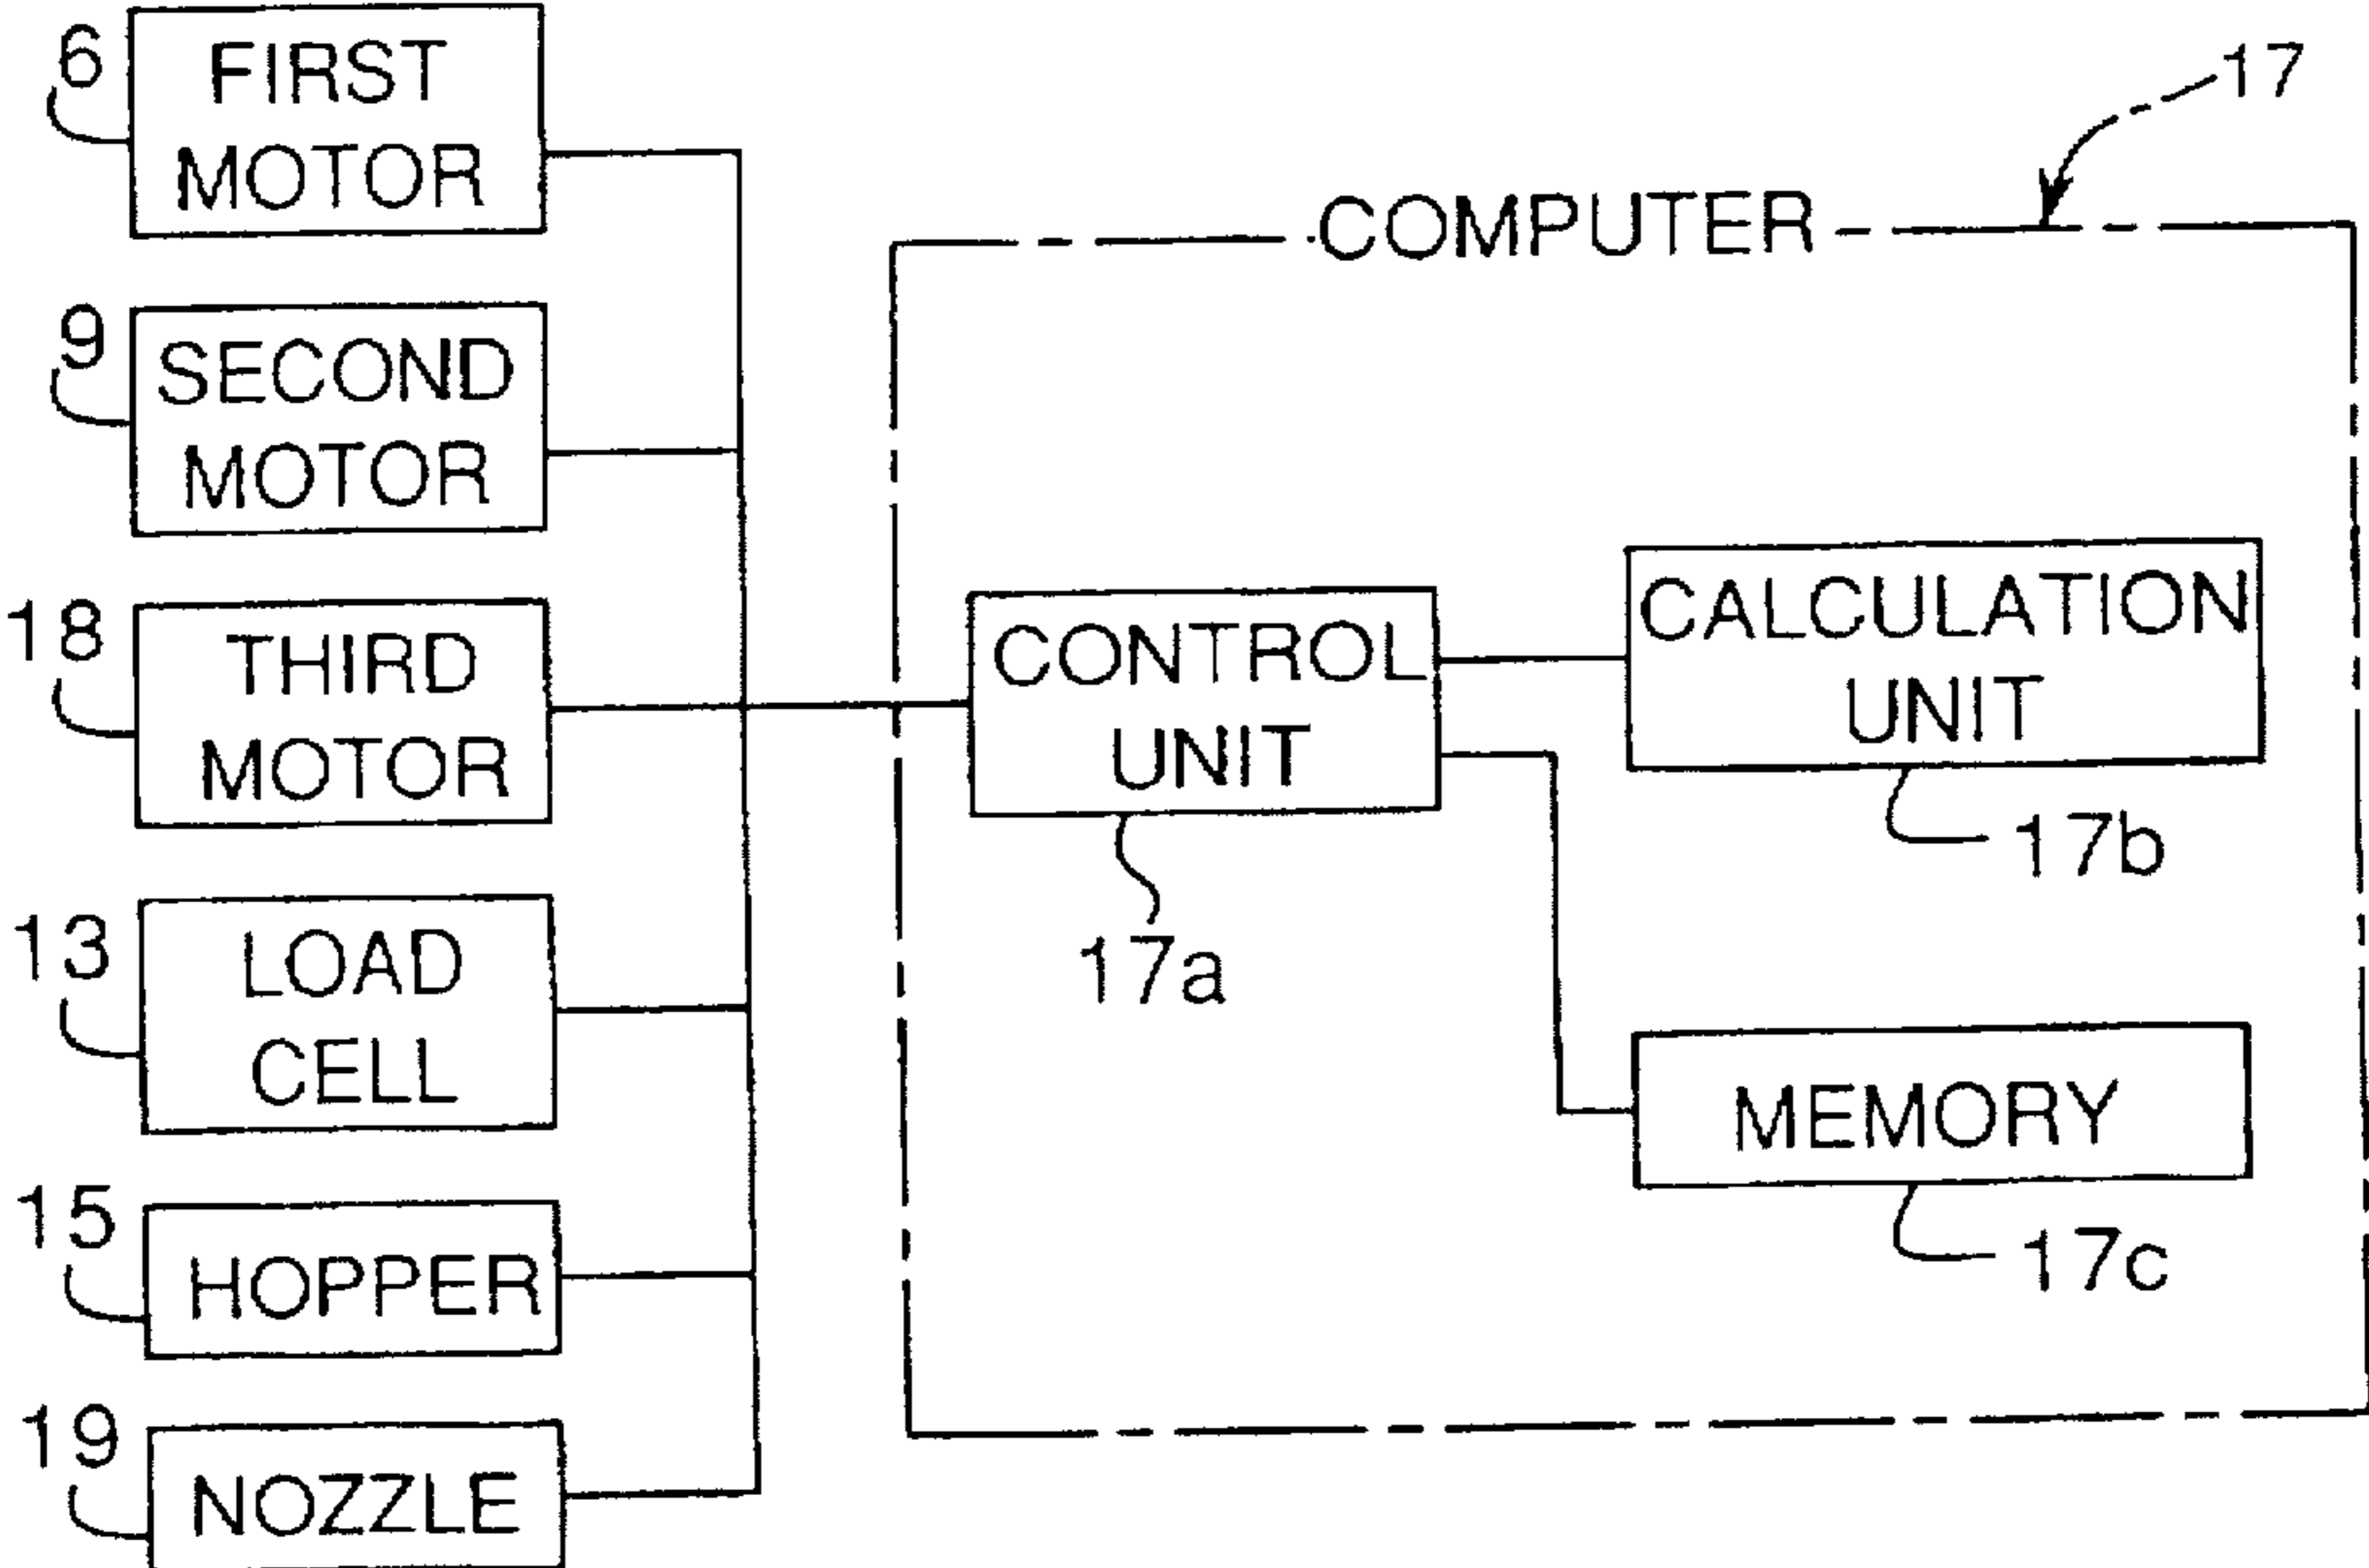 6
FIRST
MOTOR
9
SECOND
MOTOR
18
THIRD
MOTOR
13
LOAD
CELL
15
HOPPER
19
NOZZLE
17
COMPUTER
CONTROL
UNIT
17a
CALCULATION
UNIT
17b
MEMORY
17c